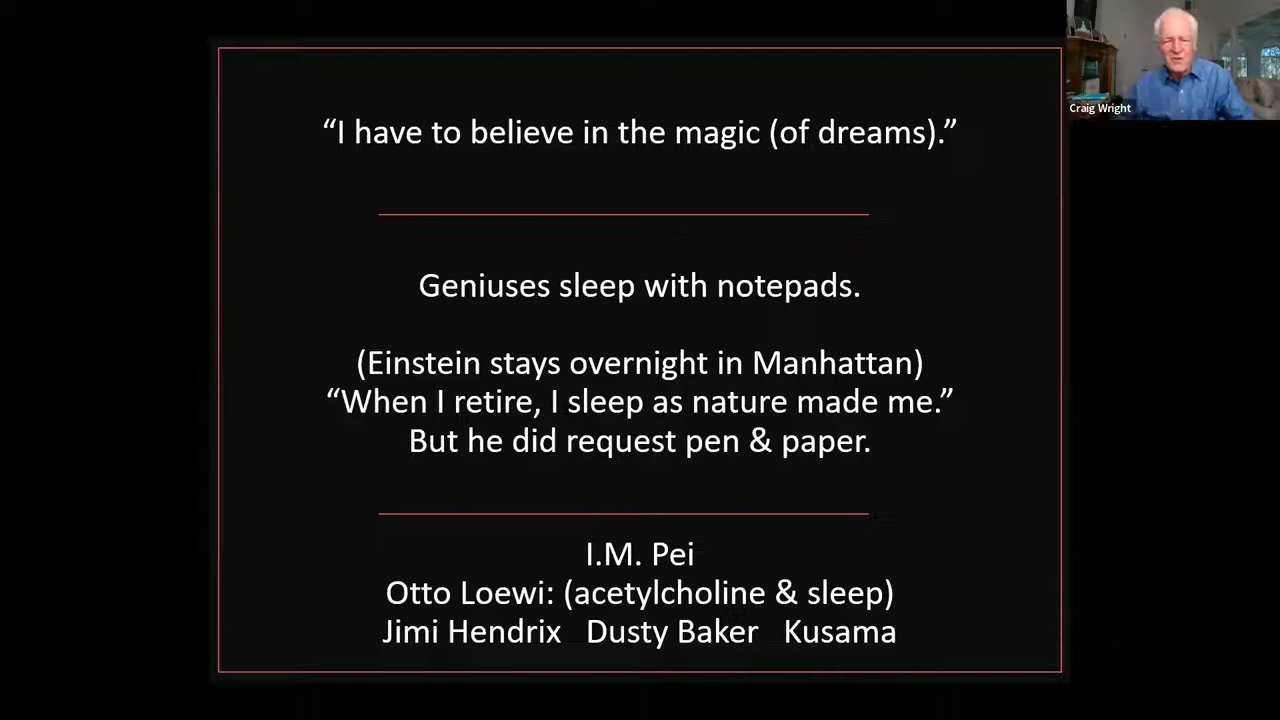 “I have to believe in the magic (of dreams).”
Craig Wright
Geniuses sleep with notepads.
(Einstein stays overnight in Manhattan)
“When I retire, I sleep as nature made me.”
But he did request pen & paper.
I.M. Pei
Otto Loewi: (acetylcholine & sleep)
Jimi Hendrix   Dusty Baker   Kusama